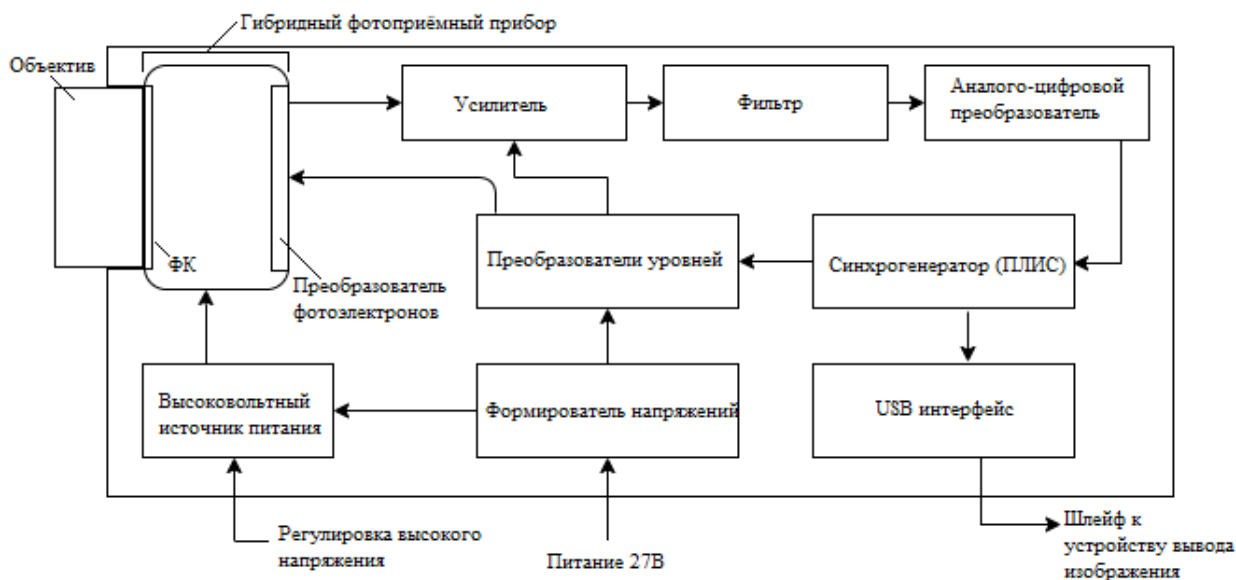 Гибридный фотоприёмный прибор
Объектив
Усилитель
Фильтр
Аналого-цифровой
преобразователь
ФК
Преобразователь
фотоэлектронов
Преобразователи уровней
Синхрогенератор (ПЛИС)
Высоковольтный
источник питания
Формирователь напряжений
USB интерфейс
Регулировка высокого
напряжения
Питание 27В
Шлейф к
устройству вывода
изображения